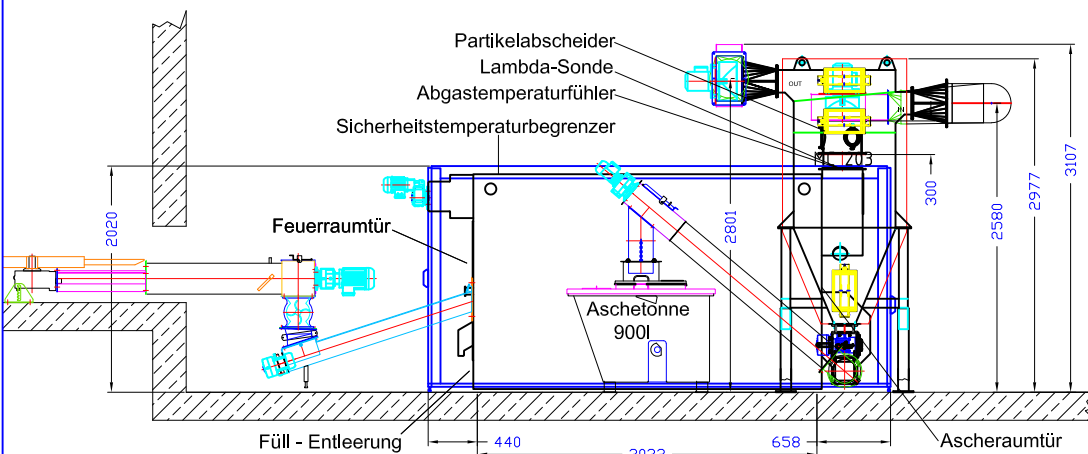 Partikelabscheider
Lambda-Sonde
Abgastemperaturfühler
Sicherheitstemperaturbegrenzer
OUT
IN
203
300
3107
2977
2580
2801
2020
Feuerraumtür
Aschetonne
900l
Füll - Entleerung
440
658
Ascheraumtür